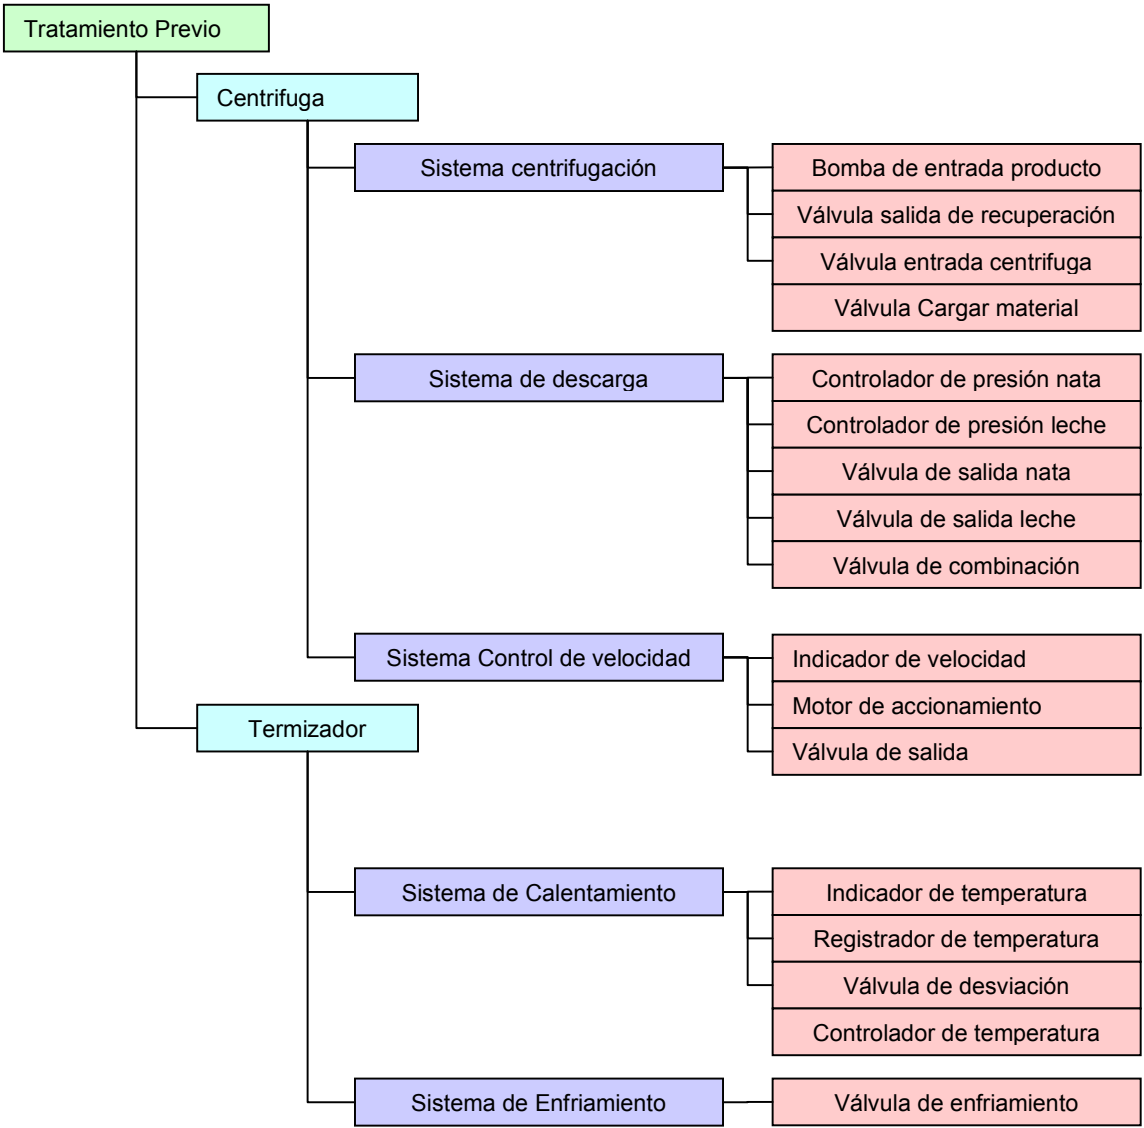 Tratamiento Previo
Centrifuga
Sistema centrifugación
Bomba de entrada producto
Válvula salida de recuperación
Válvula entrada centrifuga
Válvula Cargar material
Sistema de descarga
Controlador de presión nata
Controlador de presión leche
Válvula de salida nata
Válvula de salida leche
Válvula de combinación
Sistema Control de velocidad
Indicador de velocidad
Motor de accionamiento
Válvula de salida
Termizador
Sistema de Calentamiento
Indicador de temperatura
Registrador de temperatura
Válvula de desviación
Controlador de temperatura
Sistema de Enfriamiento
Válvula de enfriamiento